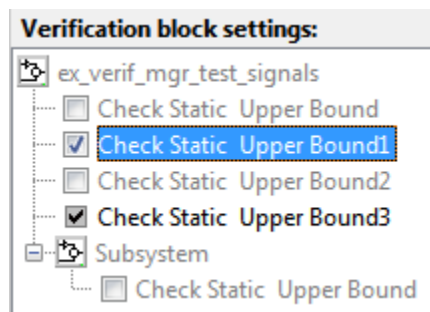 Verification block settings:
ex_verif_mgr_test_signals
Check Static  Upper Bound
Check Static  Upper Bound1
Check Static  Upper Bound2
Check Static  Upper Bound3
Subsystem
Check Static  Upper Bound